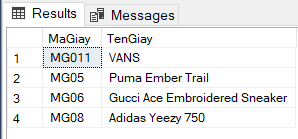 Results Messages
MaGiay TenGiay
1 MG011 VANS
2 MG05 Puma Ember Trail
3 MG06 Gucci Ace Embroidered Sneaker
4 MG08 Adidas Yeezy 750